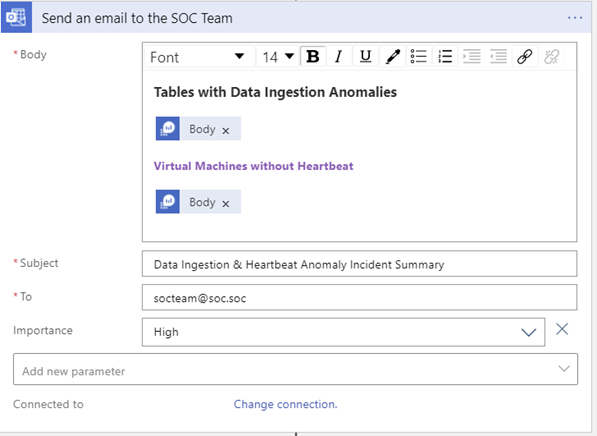 Send an email to the SOC Team
* Body
Font 14 B I U
Tables with Data Ingestion Anomalies
Body x
Virtual Machines without Heartbeat
Body x
* Subject Data Ingestion & Heartbeat Anomaly Incident Summary
* To socteam@soc.soc
Importance High
Add new parameter
Connected to Change connection.